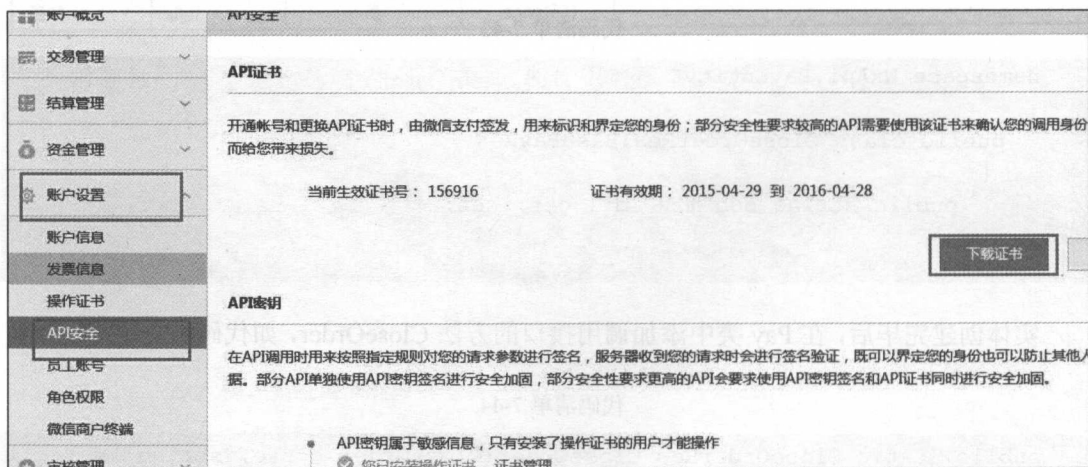 账户概览
API安全
交易管理
结算管理
资金管理
账户设置
账户信息
发票信息
操作证书
API安全
员工账号
角色权限
微信商户终端
API证书
开通帐号和更换API证书时，由微信支付签发，用来标识和界定您的身份；部分安全性要求较高的API需要使用该证书来确认您的调用身份
而给您带来损失。
当前生效证书号：156916 证书有效期：2015-04-29 到 2016-04-28
下载证书
API密钥
在API调用时用来按照指定规则对您的请求参数进行签名，服务器收到您的请求时会进行签名验证，既可以界定您的身份也可以防止其他人
据。部分API单独使用API密钥签名进行安全加固，部分安全性要求更高的API会要求使用API密钥签名和API证书同时进行安全加固。
API密钥属于敏感信息，只有安装了操作证书的用户才能操作
您已安装操作证书 证书管理